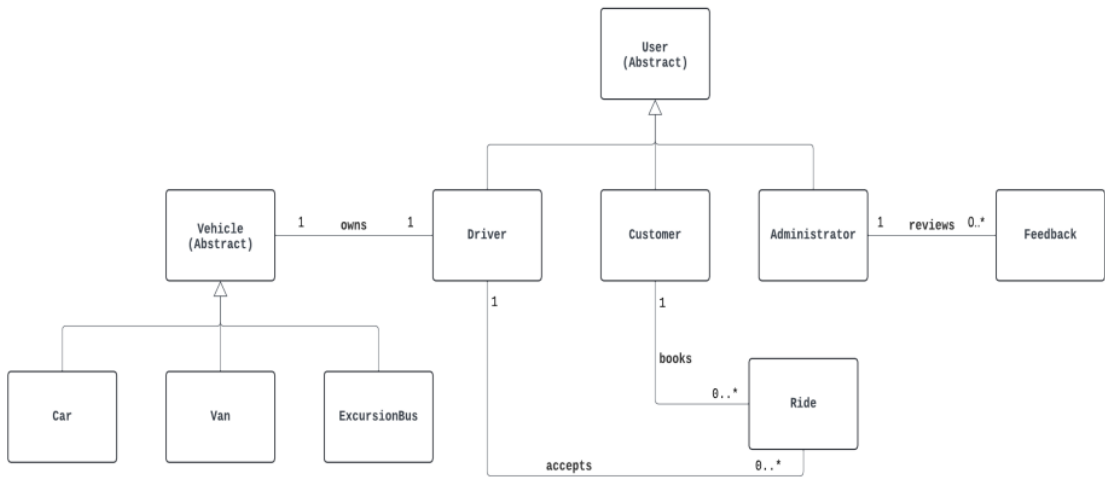 User
(Abstract)
Vehicle
(Abstract)
1 owns 1
Driver
Customer
Administrator
1 reviews 0..*
Feedback
1
1
books
0..*
Ride
Car
Van
ExcursionBus
accepts 0..*